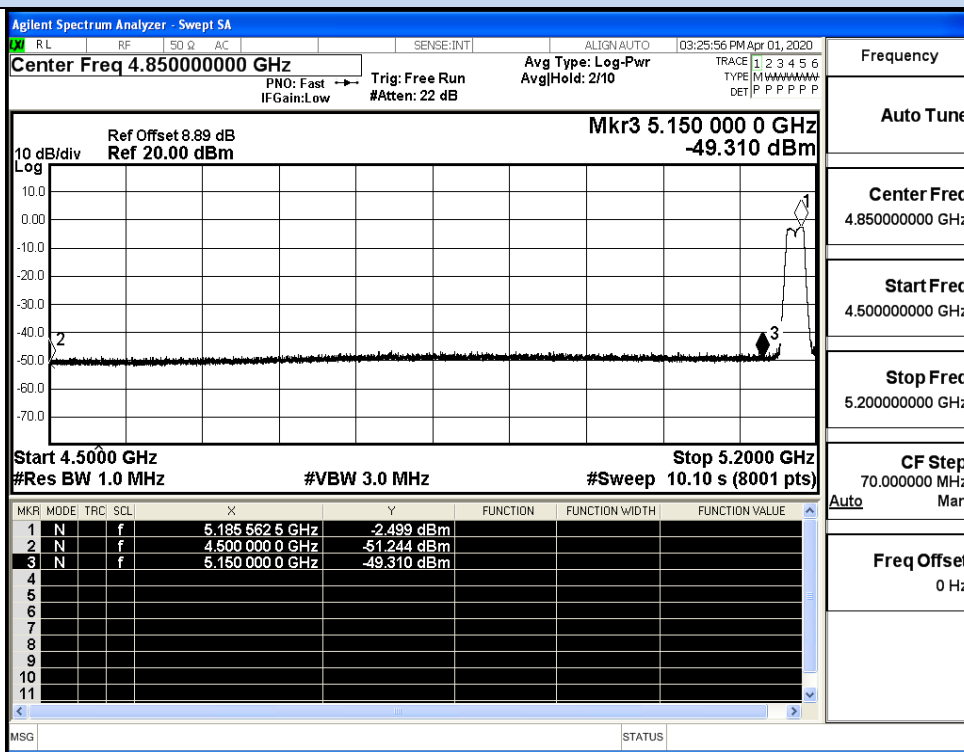 Agilent Spectrum Analyzer - Swept SA
LXI RL RF 50 Ω AC SENSE:INT ALIGN AUTO 03:25:56 PM Apr 01, 2020
Center Freq 4.850000000 GHz
PNO: Fast
IFGain:Low
Trig: Free Run
#Atten: 22 dB
Avg Type: Log-Pwr
Avg|Hold: 2/10
TRACE 1 2 3 4 5 6
TYPE M W W W W W
DET P P P P P P
Ref Offset 8.89 dB
10 dB/div Ref 20.00 dBm
Log
Mkr3 5.150 000 0 GHz
-49.310 dBm
10.0
0.00
-10.0
-20.0
-30.0
-40.0
-50.0
-60.0
-70.0
1
2
3
Start 4.5000 GHz Stop 5.2000 GHz
#Res BW 1.0 MHz #VBW 3.0 MHz #Sweep 10.10 s (8001 pts)
MKR MODE TRC SCL X Y FUNCTION FUNCTION WIDTH FUNCTION VALUE
1 N f 5.185 562 5 GHz -2.499 dBm
2 N f 4.500 000 0 GHz -51.244 dBm
3 N f 5.150 000 0 GHz -49.310 dBm
4
5
6
7
8
9
10
11
MSG STATUS
Frequency
Auto Tune
Center Freq
4.850000000 GHz
Start Freq
4.500000000 GHz
Stop Freq
5.200000000 GHz
CF Step
70.000000 MHz
Auto Man
Freq Offset
0 Hz